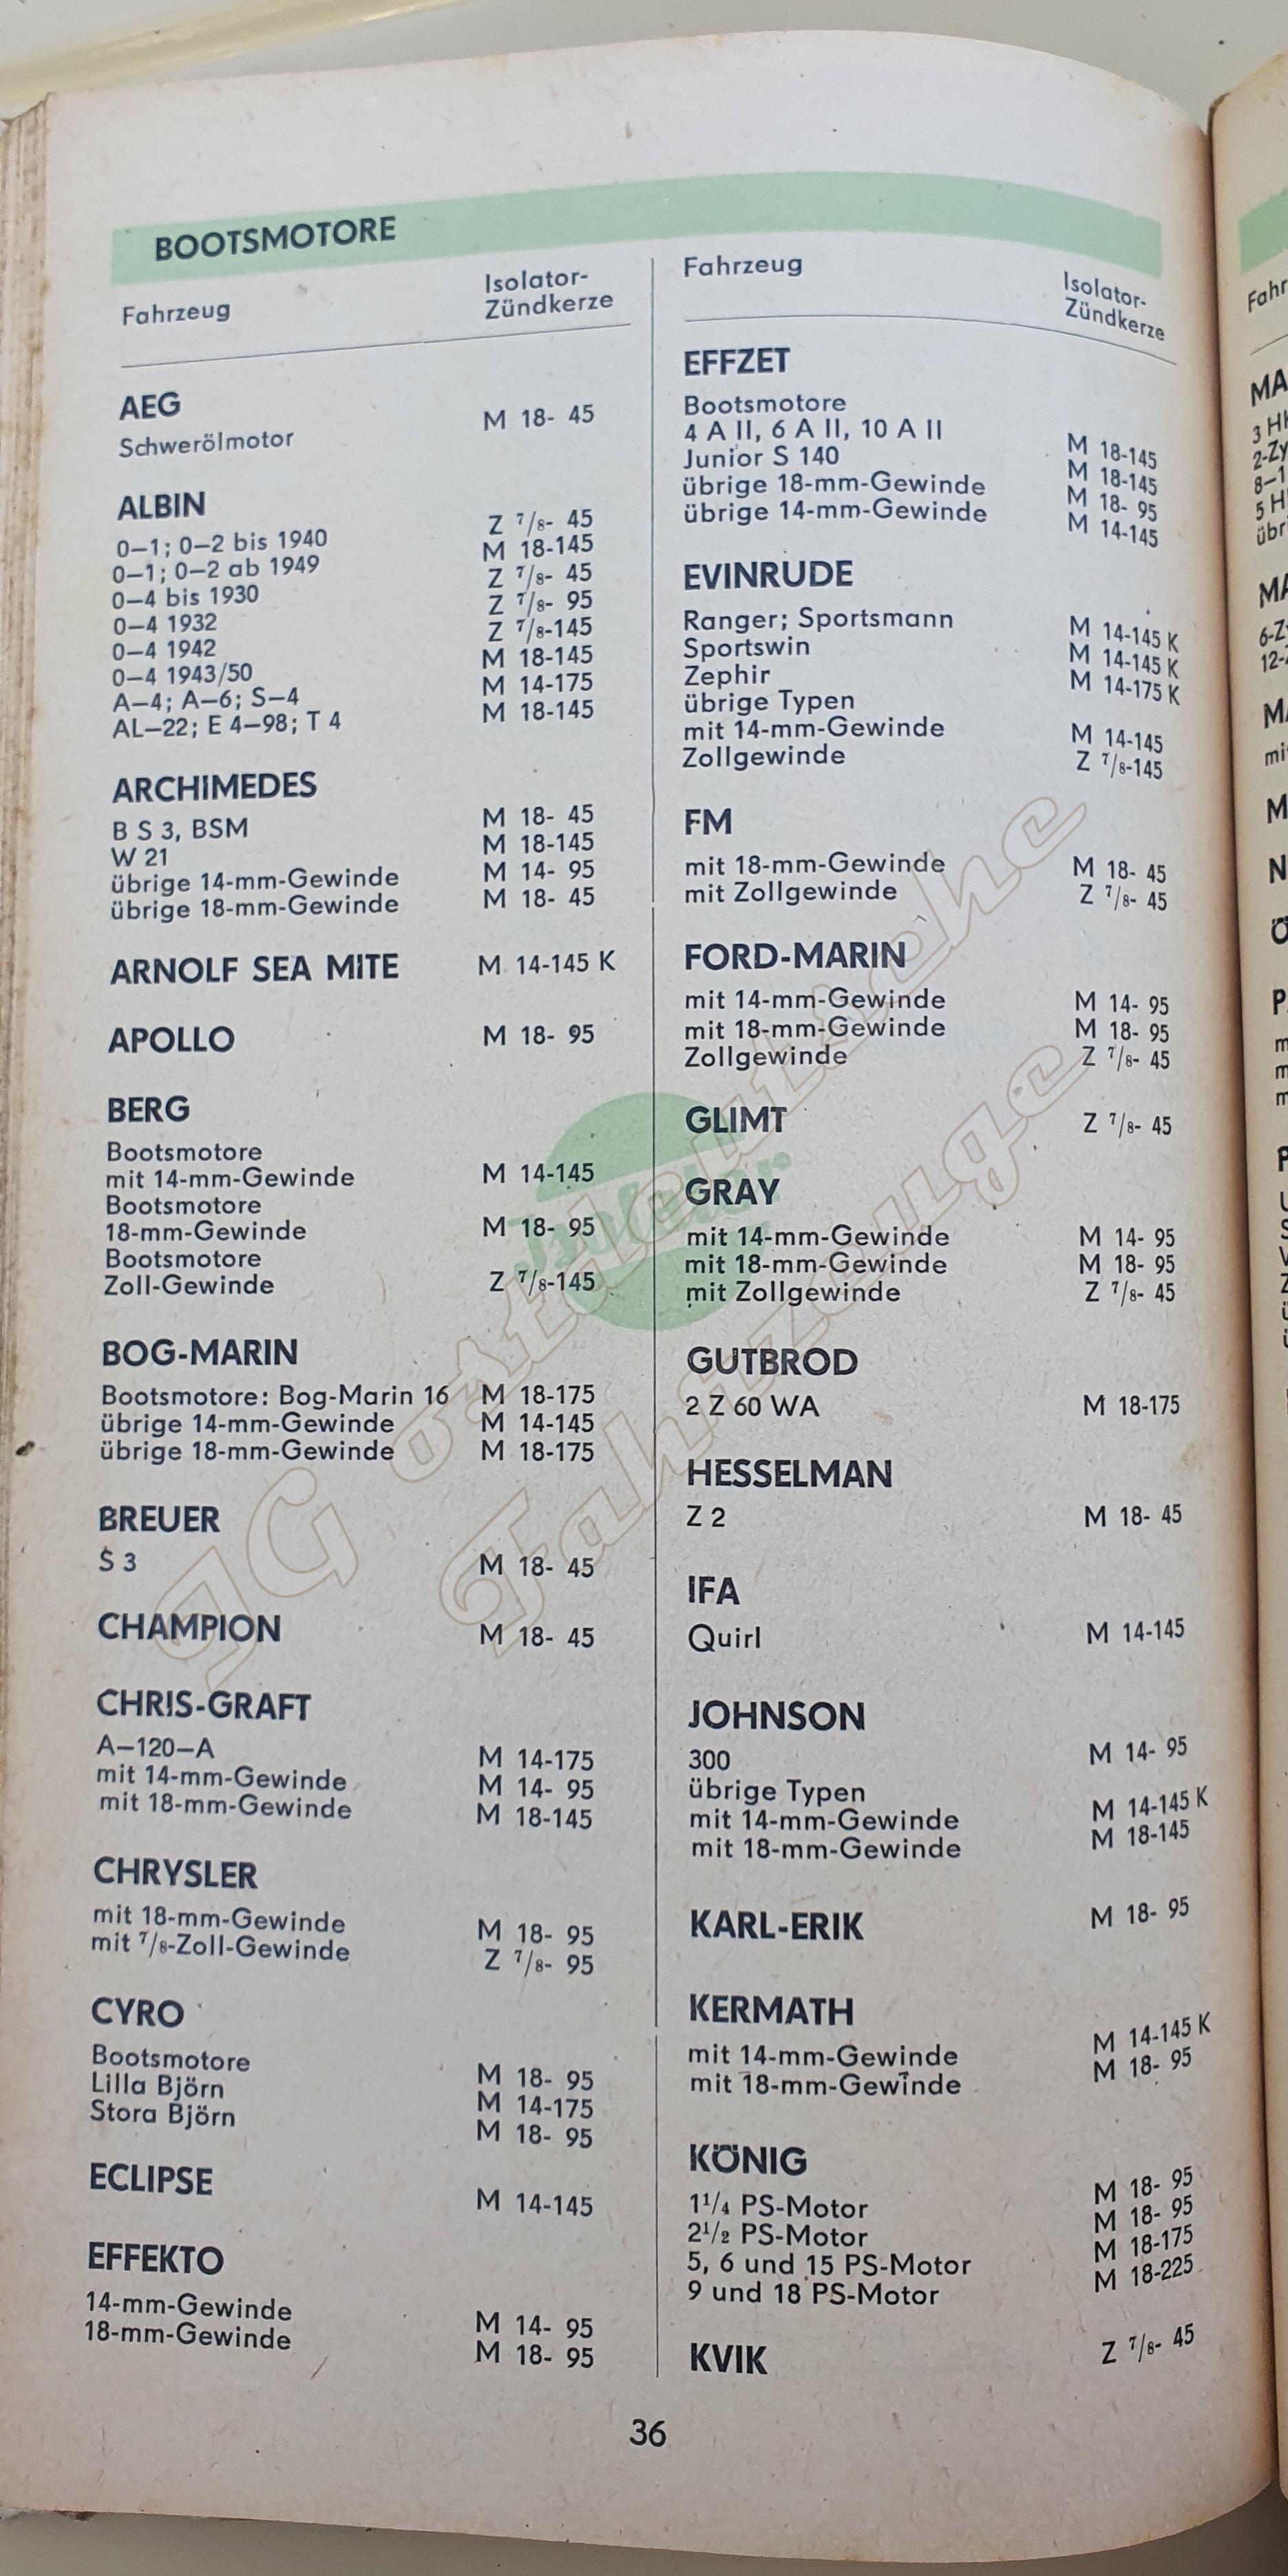 BOOTSMOTORE
Fahrzeug
Isolator-
Zündkerze
AEG
Schwerölmotor M 18- 45
ALBIN
0—1; 0—2 bis 1940 Z 7/8- 45
0—1; 0—2 ab 1949 M 18-145
0—4 bis 1930 Z 7/8- 45
0—4 1932 Z 7/8- 95
0—4 1942 Z 7/8-145
0—4 1943/50 M 18-145
A—4; A—6; S—4 M 14-175
AL—22; E 4—98; T 4 M 18-145
ARCHIMEDES
B S 3, BSM M 18- 45
W 21 M 18-145
übrige 14-mm-Gewinde M 14- 95
übrige 18-mm-Gewinde M 18- 45
ARNOLF SEA MITE M 14-145 K
APOLLO M 18- 95
BERG
Bootsmotore
mit 14-mm-Gewinde M 14-145
Bootsmotore
18-mm-Gewinde M 18- 95
Bootsmotore
Zoll-Gewinde Z 7/8-145
BOG-MARIN
Bootsmotore: Bog-Marin 16 M 18-175
übrige 14-mm-Gewinde M 14-145
übrige 18-mm-Gewinde M 18-175
BREUER
S 3 M 18- 45
CHAMPION M 18- 45
CHRIS-GRAFT
A—120—A M 14-175
mit 14-mm-Gewinde M 14- 95
mit 18-mm-Gewinde M 18-145
CHRYSLER
mit 18-mm-Gewinde M 18- 95
mit 7/8-Zoll-Gewinde Z 7/8- 95
CYRO
Bootsmotore M 18- 95
Lilla Björn M 14-175
Stora Björn M 18- 95
ECLIPSE M 14-145
EFFEKTO
14-mm-Gewinde M 14- 95
18-mm-Gewinde M 18- 95
Fahrzeug
Isolator-
Zündkerze
EFFZET
Bootsmotore
4 A II, 6 A II, 10 A II M 18-145
Junior S 140 M 18-145
übrige 18-mm-Gewinde M 18- 95
übrige 14-mm-Gewinde M 14-145
EVINRUDE
Ranger; Sportsmann M 14-145 K
Sportswin M 14-145 K
Zephir M 14-175 K
übrige Typen
mit 14-mm-Gewinde M 14-145
Zollgewinde Z 7/8-145
FM
mit 18-mm-Gewinde M 18- 45
mit Zollgewinde Z 7/8- 45
FORD-MARIN
mit 14-mm-Gewinde M 14- 95
mit 18-mm-Gewinde M 18- 95
Zollgewinde Z 7/8- 45
GLIMT Z 7/8- 45
GRAY
mit 14-mm-Gewinde M 14- 95
mit 18-mm-Gewinde M 18- 95
mit Zollgewinde Z 7/8- 45
GUTBROD
2 Z 60 WA M 18-175
HESSELMAN
Z 2 M 18- 45
IFA
Quirl M 14-145
JOHNSON
300 M 14- 95
übrige Typen
mit 14-mm-Gewinde M 14-145 K
mit 18-mm-Gewinde M 18-145
KARL-ERIK M 18- 95
KERMATH
mit 14-mm-Gewinde M 14-145 K
mit 18-mm-Gewinde M 18- 95
KÖNIG
1 1/4 PS-Motor M 18- 95
2 1/2 PS-Motor M 18- 95
5, 6 und 15 PS-Motor M 18-175
9 und 18 PS-Motor M 18-225
KVIK Z 7/8- 45
36
Isolator
IG ostdeutsche
Fahrzeuge